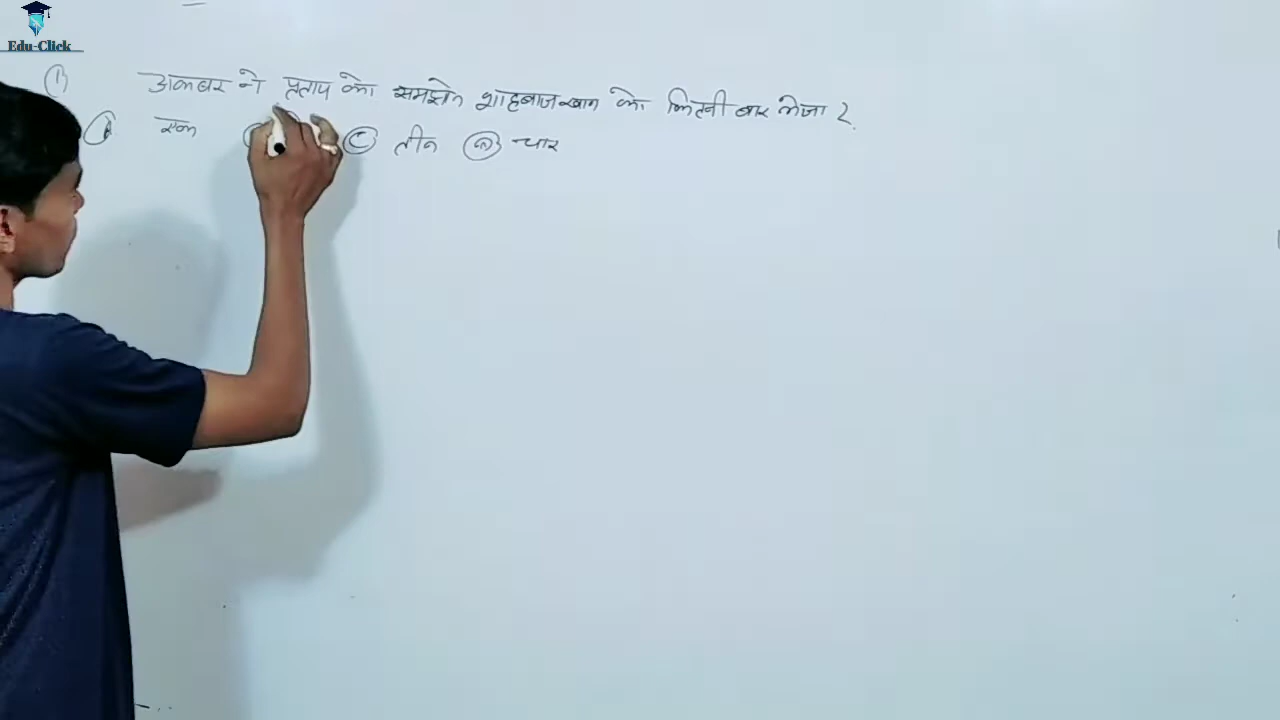 Edu-Click
① अकबर ने प्रताप को समझाने शाहबाज खान को कितनी बार भेजा ?
एक Ⓒ तीन चार